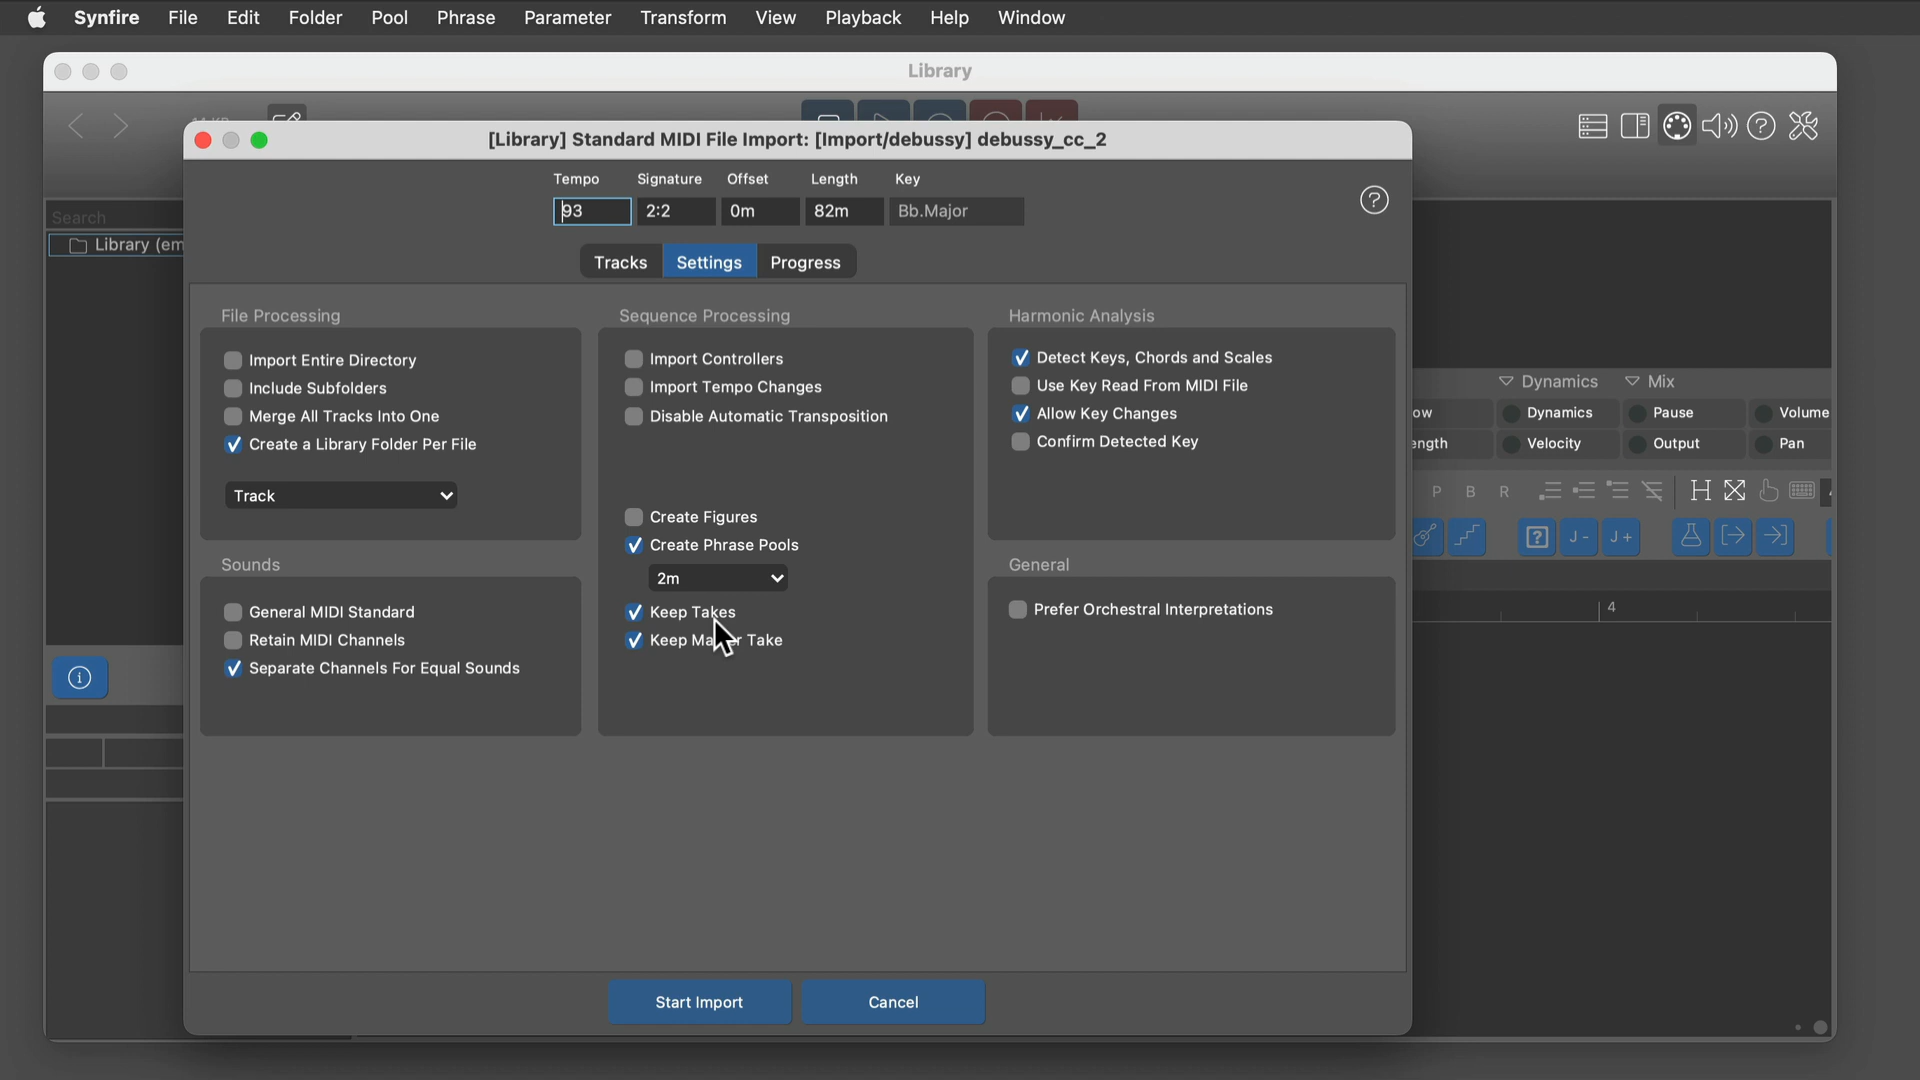 Synfire File Edit Folder Pool Phrase Parameter Transform View Playback Help Window
Library
[Library] Standard MIDI File Import: [Import/debussy] debussy_cc_2
Tempo Signature Offset Length Key
93 2:2 0m 82m Bb.Major
Search
Library (em
Tracks Settings Progress
File Processing
Import Entire Directory
Include Subfolders
Merge All Tracks Into One
Create a Library Folder Per File
Track
Sounds
General MIDI Standard
Retain MIDI Channels
Separate Channels For Equal Sounds
Sequence Processing
Import Controllers
Import Tempo Changes
Disable Automatic Transposition
Create Figures
Create Phrase Pools
2m
Keep Takes
Keep Ma r Take
Harmonic Analysis
Detect Keys, Chords and Scales
Use Key Read From MIDI File
Allow Key Changes
Confirm Detected Key
General
Prefer Orchestral Interpretations
Start Import Cancel
Dynamics Mix
ow Dynamics Pause Volume
ength Velocity Output Pan
P B R
J - J +
4